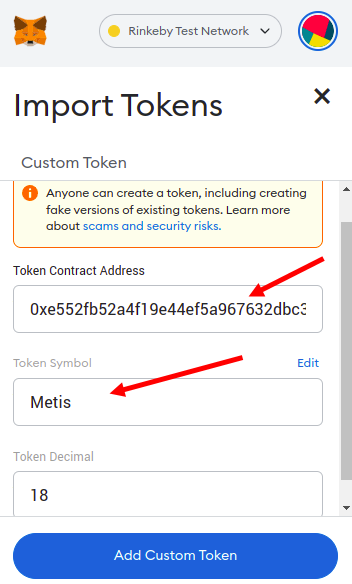 Rinkeby Test Network
Import Tokens
Custom Token
Anyone can create a token, including creating
fake versions of existing tokens. Learn more
about scams and security risks.
Token Contract Address
0xe552fb52a4f19e44ef5a967632dbc3
Token Symbol
Edit
Metis
Token Decimal
18
Add Custom Token